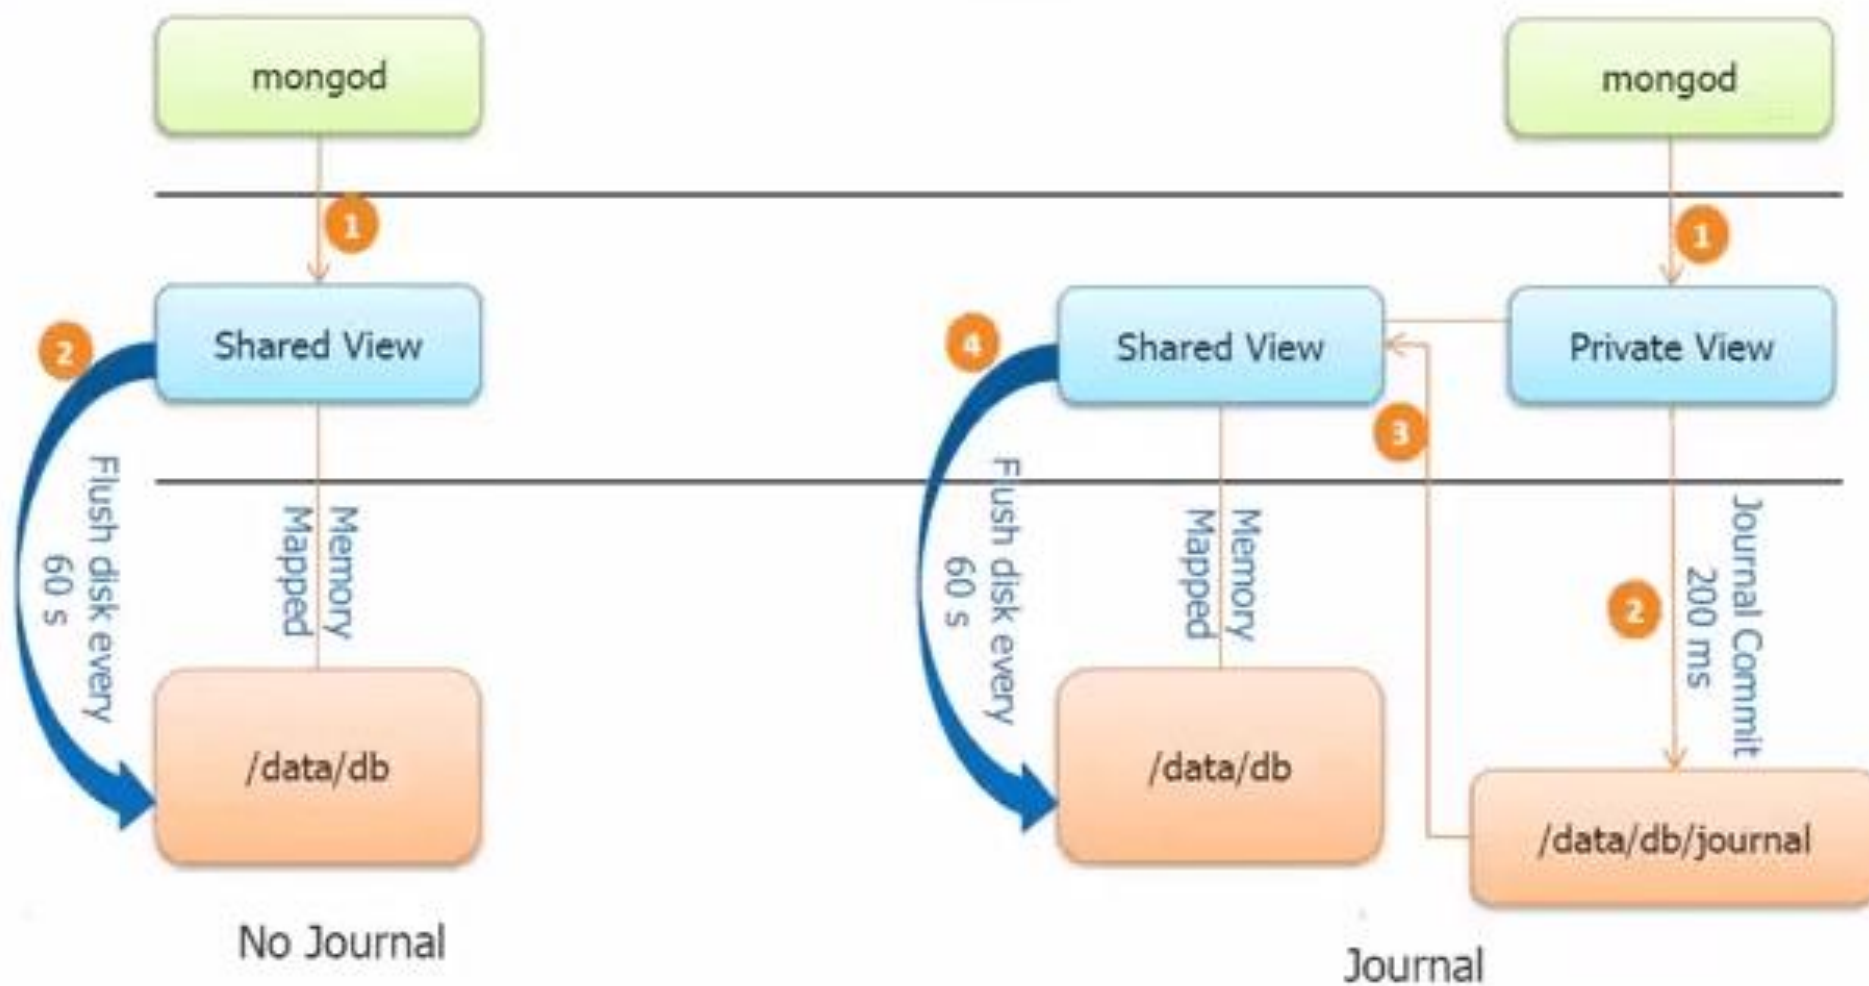 mongod
1
Shared View
2
Flush disk every
60 s
Memory
Mapped
/data/db
No Journal
mongod
1
Shared View
Private View
4
3
Flush disk every
60 s
Memory
Mapped
2
Journal Commit
200 ms
/data/db
/data/db/journal
Journal